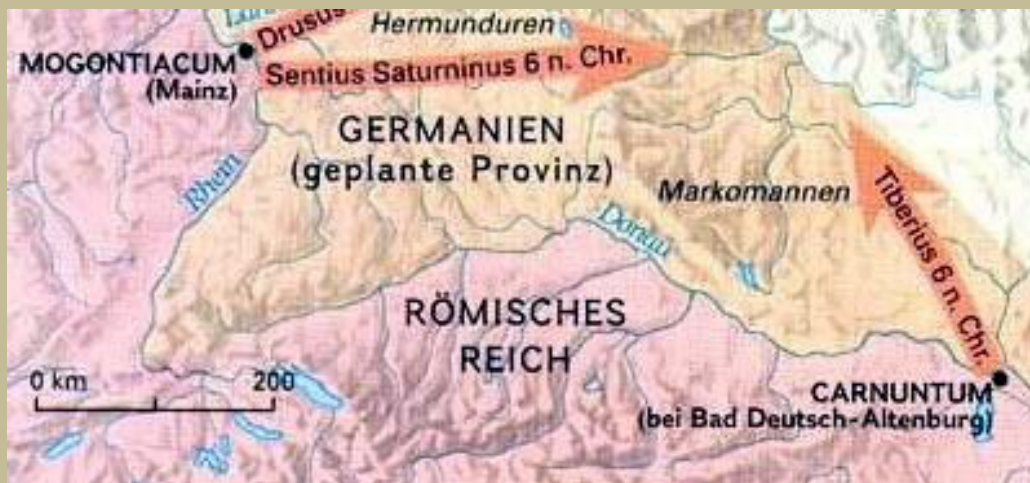 Drusus
Hermunduren
MOGONTIACUM
(Mainz)
Sentius Saturninus 6 n. Chr.
GERMANIEN
(geplante Provinz)
Rhein
Markomannen
Tiberius 6 n. Chr.
Donau
RÖMISCHES
REICH
0 km 200
CARNUNTUM
(bei Bad Deutsch-Altenburg)